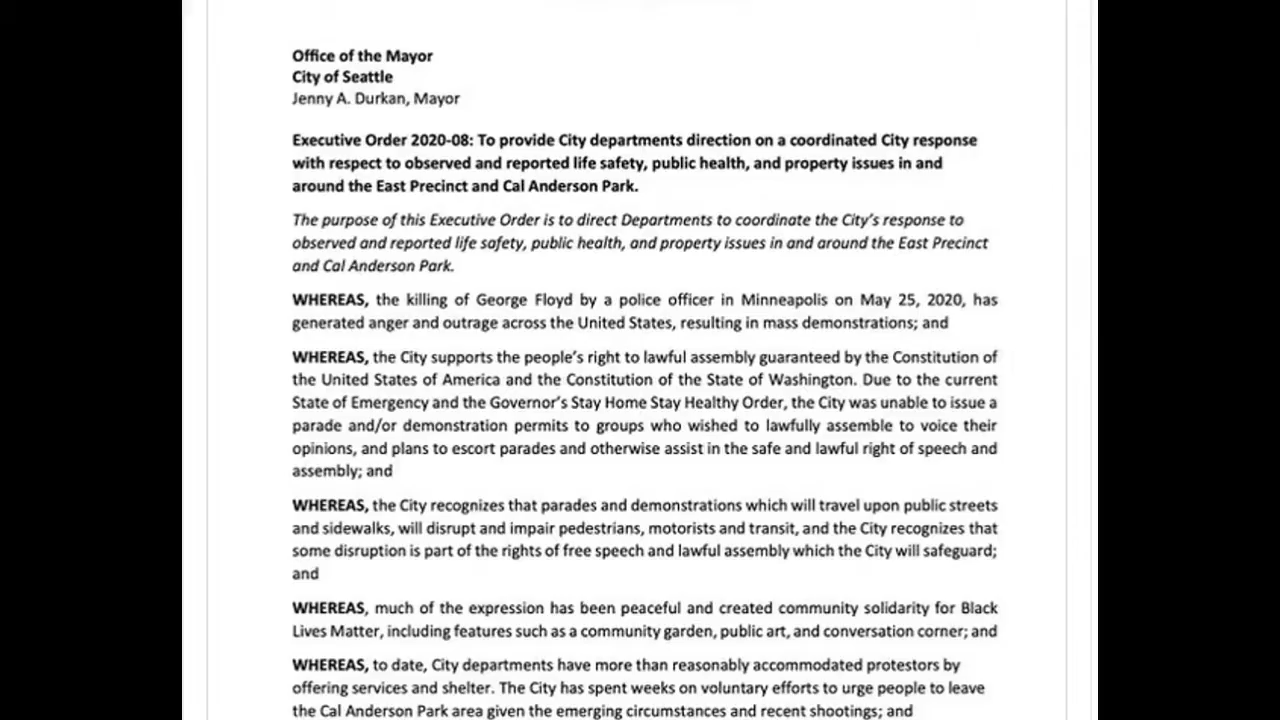 Office of the Mayor
City of Seattle
Jenny A. Durkan, Mayor
Executive Order 2020-08: To provide City departments direction on a coordinated City response
with respect to observed and reported life safety, public health, and property issues in and
around the East Precinct and Cal Anderson Park.
The purpose of this Executive Order is to direct Departments to coordinate the City's response to
observed and reported life safety, public health, and property issues in and around the East Precinct
and Cal Anderson Park.
WHEREAS, the killing of George Floyd by a police officer in Minneapolis on May 25, 2020, has
generated anger and outrage across the United States, resulting in mass demonstrations; and
WHEREAS, the City supports the people's right to lawful assembly guaranteed by the Constitution of
the United States of America and the Constitution of the State of Washington. Due to the current
State of Emergency and the Governor's Stay Home Stay Healthy Order, the City was unable to issue a
parade and/or demonstration permits to groups who wished to lawfully assemble to voice their
opinions, and plans to escort parades and otherwise assist in the safe and lawful right of speech and
assembly; and
WHEREAS, the City recognizes that parades and demonstrations which will travel upon public streets
and sidewalks, will disrupt and impair pedestrians, motorists and transit, and the City recognizes that
some disruption is part of the rights of free speech and lawful assembly which the City will safeguard;
and
WHEREAS, much of the expression has been peaceful and created community solidarity for Black
Lives Matter, including features such as a community garden, public art, and conversation corner; and
WHEREAS, to date, City departments have more than reasonably accommodated protestors by
offering services and shelter. The City has spent weeks on voluntary efforts to urge people to leave
the Cal Anderson Park area given the emerging circumstances and recent shootings; and